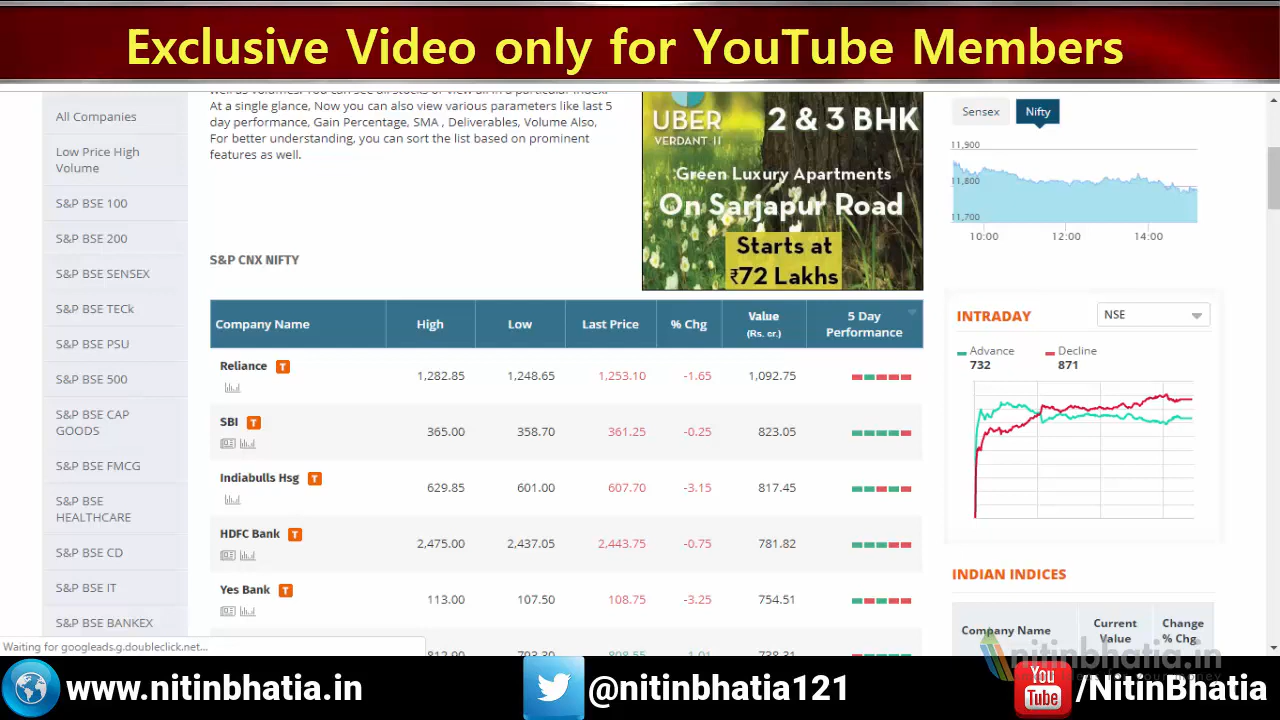 Exclusive Video only for YouTube Members
All Companies
Low Price High
Volume
S&P BSE 100
S&P BSE 200
S&P BSE SENSEX
S&P BSE TECk
S&P BSE PSU
S&P BSE 500
S&P BSE CAP
GOODS
S&P BSE FMCG
S&P BSE
HEALTHCARE
S&P BSE CD
S&P BSE IT
S&P BSE BANKEX
At a single glance, Now you can also view various parameters like last 5
day performance, Gain Percentage, SMA , Deliverables, Volume Also,
For better understanding, you can sort the list based on prominent
features as well.
UBER
VERDANT II
2 & 3 BHK
Green Luxury Apartments
On Sarjapur Road
Starts at
₹72 Lakhs
Sensex Nifty
11,900
11,800
11,700
10:00 12:00 14:00
S&P CNX NIFTY
Company Name High Low Last Price % Chg Value (Rs. cr.) 5 Day Performance
Reliance T 1,282.85 1,248.65 1,253.10 -1.65 1,092.75
SBI T 365.00 358.70 361.25 -0.25 823.05
Indiabulls Hsg T 629.85 601.00 607.70 -3.15 817.45
HDFC Bank T 2,475.00 2,437.05 2,443.75 -0.75 781.82
Yes Bank T 113.00 107.50 108.75 -3.25 754.51
INTRADAY NSE
Advance Decline
732 871
INDIAN INDICES
Company Name Current Value Change % Chg
Waiting for googleads.g.doubleclick.net...
nitinbhatia.in
www.nitinbhatia.in @nitinbhatia121 You Tube /NitinBhatia